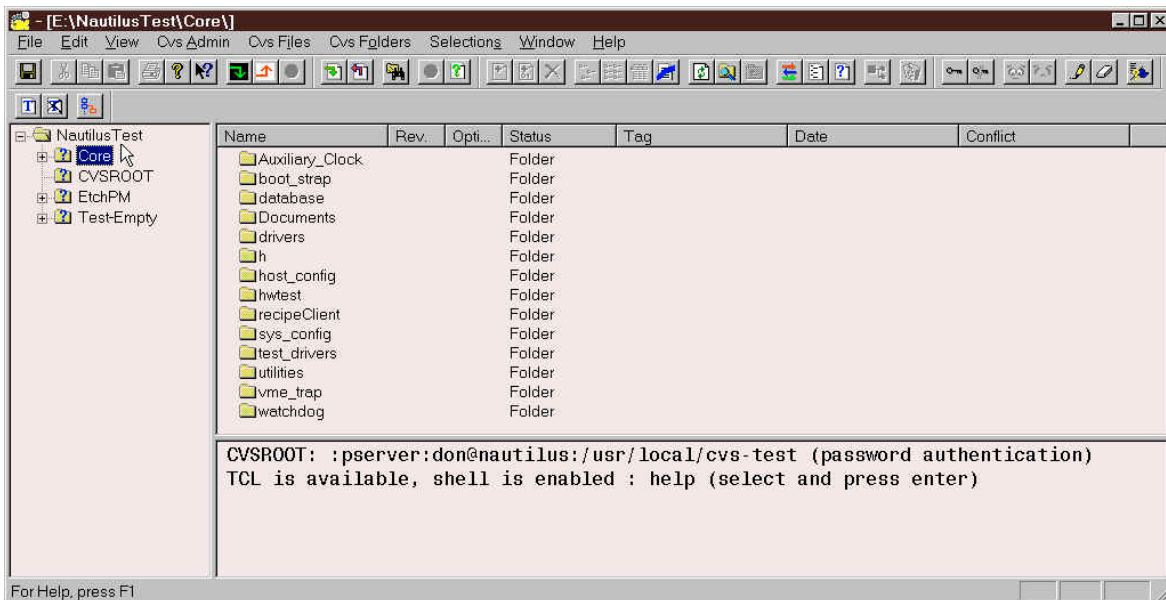 - [E:\NautilusTest\Core\]
File Edit View Cvs Admin Cvs Files Cvs Folders Selections Window Help
NautilusTest
Core
CVSROOT
EtchPM
Test-Empty
Name Rev. Opti... Status Tag Date Conflict
Auxiliary_Clock Folder
boot_strap Folder
database Folder
Documents Folder
drivers Folder
h Folder
host_config Folder
hwtest Folder
recipeClient Folder
sys_config Folder
test_drivers Folder
utilities Folder
vme_trap Folder
watchdog Folder
CVSROOT: :pserver:don@nautilus:/usr/local/cvs-test (password authentication)
TCL is available, shell is enabled : help (select and press enter)
For Help, press F1